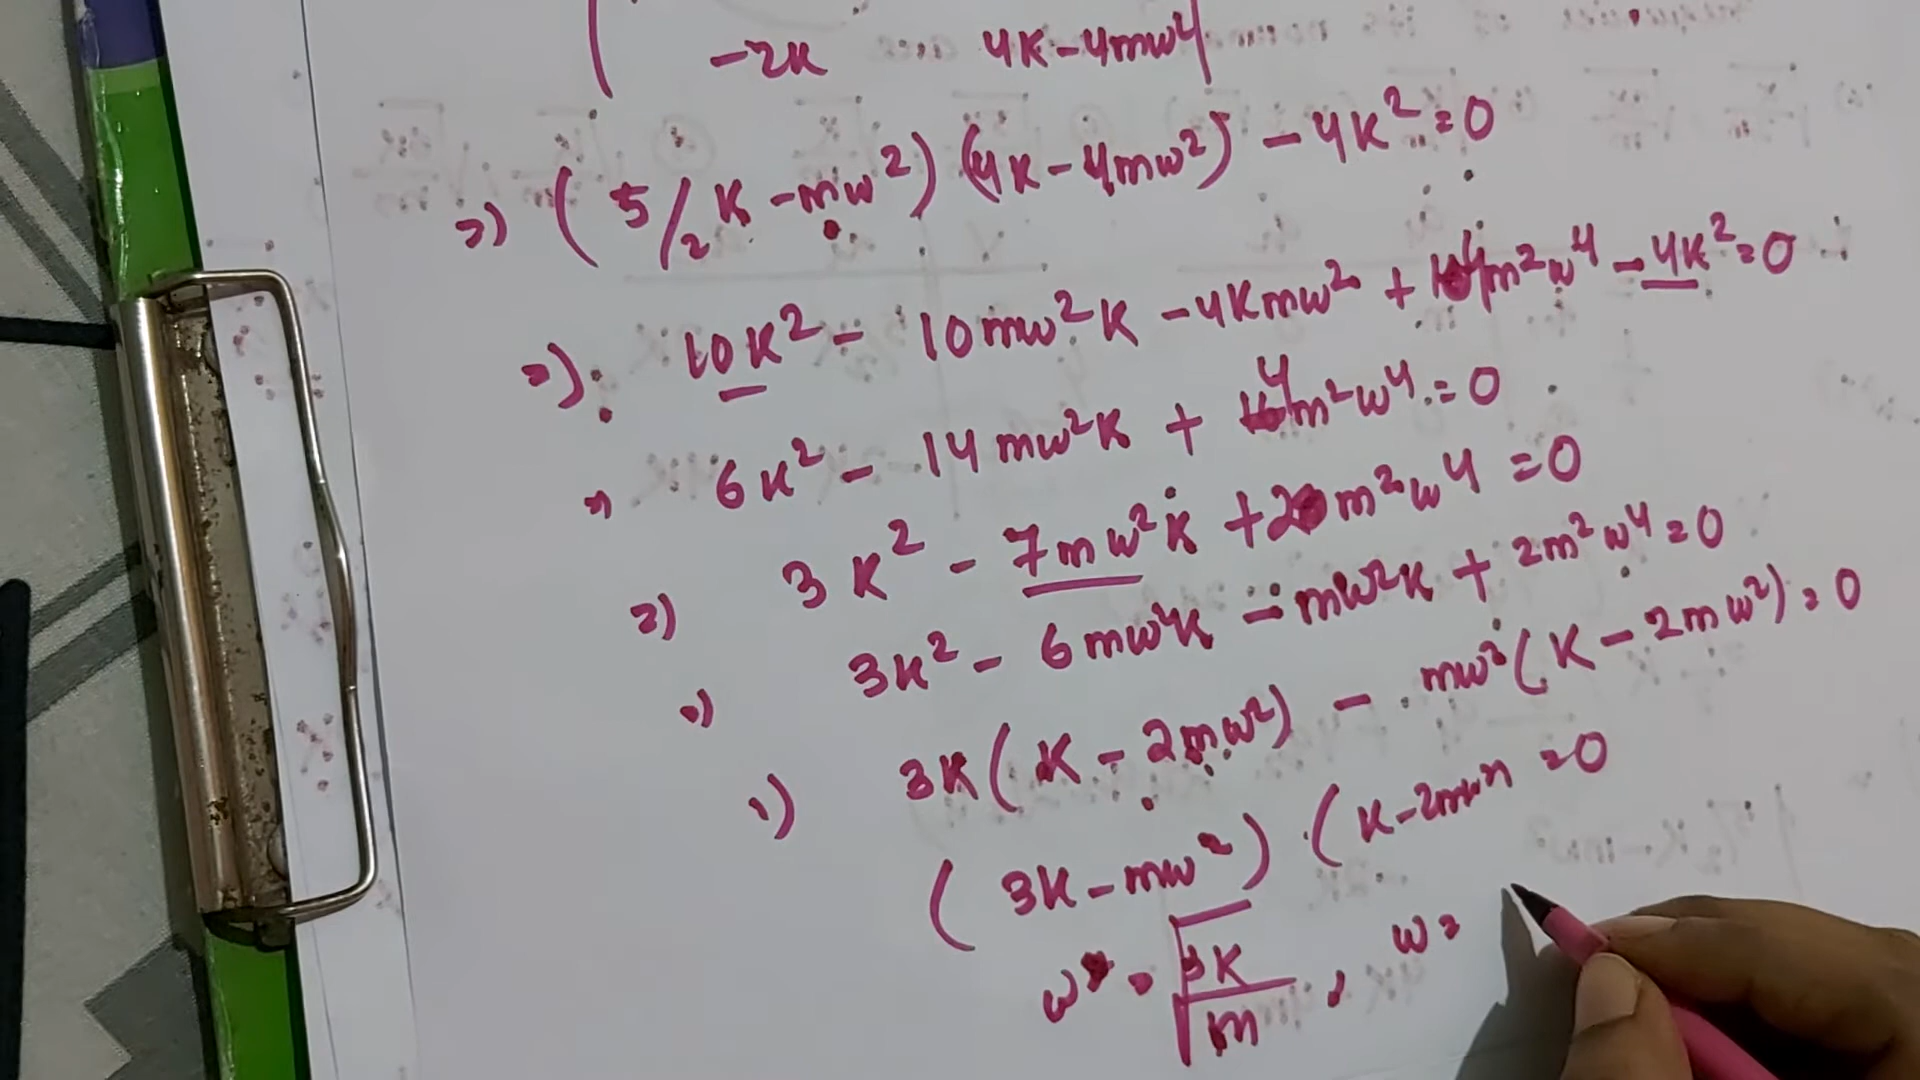 -2K 4K-4mω4
=) (5/2 K - mω²) (4K - 4mω²) - 4K² = 0
=) 10K² - 10mω²K - 4Kmω² + 4m²ω⁴ - 4K² = 0
=) 6K² - 14mω²K + 4m²ω⁴ = 0
=) 3K² - 7mω²K + 2m²ω⁴ = 0
=) 3K² - 6mω²K - mω²K + 2m²ω⁴ = 0
=) 3K(K - 2mω²) - mω²(K - 2mω²) = 0
(3K - mω²) (K - 2mω²) = 0
ω = √3K/m , ω =